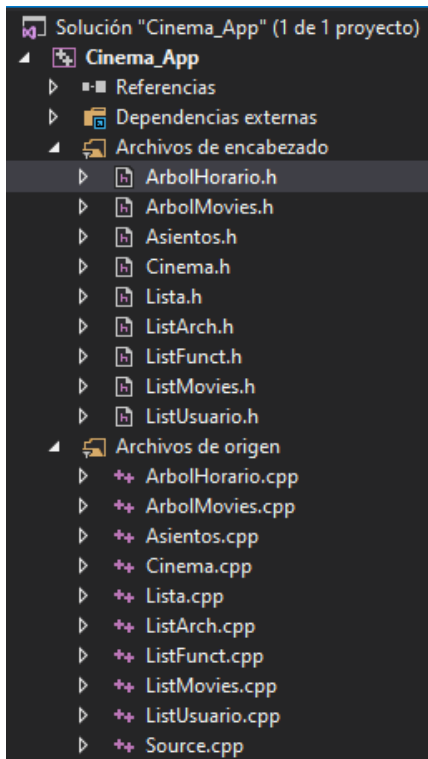 Solución "Cinema_App" (1 de 1 proyecto)
Cinema_App
Referencias
Dependencias externas
Archivos de encabezado
ArbolHorario.h
ArbolMovies.h
Asientos.h
Cinema.h
Lista.h
ListArch.h
ListFunct.h
ListMovies.h
ListUsuario.h
Archivos de origen
ArbolHorario.cpp
ArbolMovies.cpp
Asientos.cpp
Cinema.cpp
Lista.cpp
ListArch.cpp
ListFunct.cpp
ListMovies.cpp
ListUsuario.cpp
Source.cpp